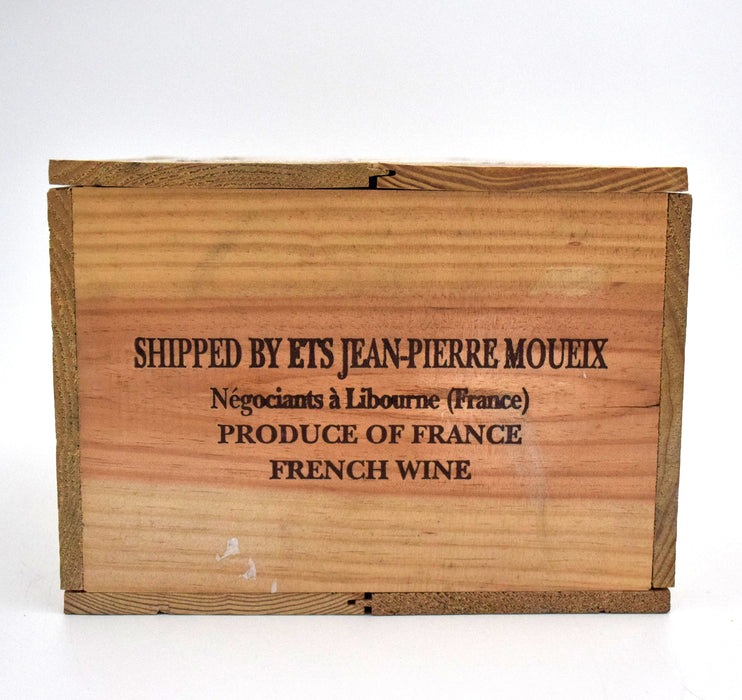 SHIPPED BY ETS JEAN-PIERRE MOUEIX
Négociants à Libourne (France)
PRODUCE OF FRANCE
FRENCH WINE